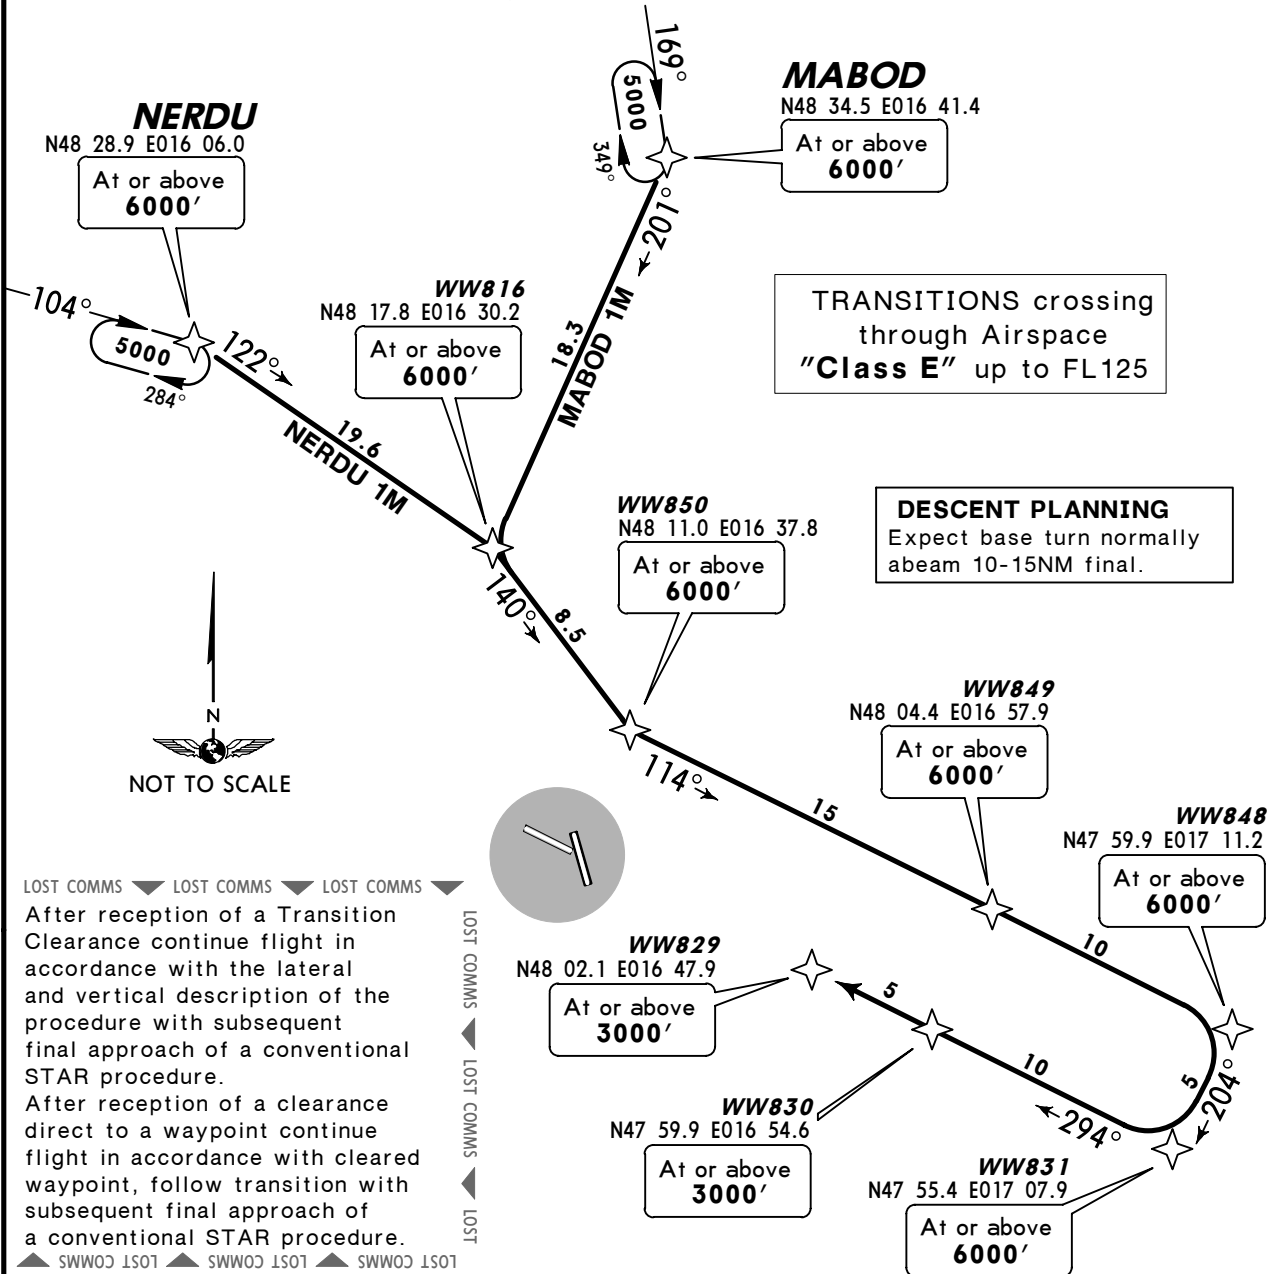 169°
5000
349°
MABOD
N48 34.5 E016 41.4
At or above
6000′
NERDU
N48 28.9 E016 06.0
At or above
6000′
201°
104°
5000
284°
122°
WW816
N48 17.8 E016 30.2
At or above
6000′
18.3
MABOD 1M
TRANSITIONS crossing
through Airspace
"Class E" up to FL125
19.6
NERDU 1M
WW850
N48 11.0 E016 37.8
At or above
6000′
DESCENT PLANNING
Expect base turn normally
abeam 10-15NM final.
140°
8.5
N
NOT TO SCALE
114°
15
WW849
N48 04.4 E016 57.9
At or above
6000′
WW848
N47 59.9 E017 11.2
At or above
6000′
10
LOST COMMS LOST COMMS LOST COMMS
After reception of a Transition
Clearance continue flight in
accordance with the lateral
and vertical description of the
procedure with subsequent
final approach of a conventional
STAR procedure.
After reception of a clearance
direct to a waypoint continue
flight in accordance with cleared
waypoint, follow transition with
subsequent final approach of
a conventional STAR procedure.
LOST COMMS
LOST COMMS
LOST
LOST COMMS LOST COMMS LOST COMMS
WW829
N48 02.1 E016 47.9
At or above
3000′
5
10
5
204°
294°
WW830
N47 59.9 E016 54.6
At or above
3000′
WW831
N47 55.4 E017 07.9
At or above
6000′